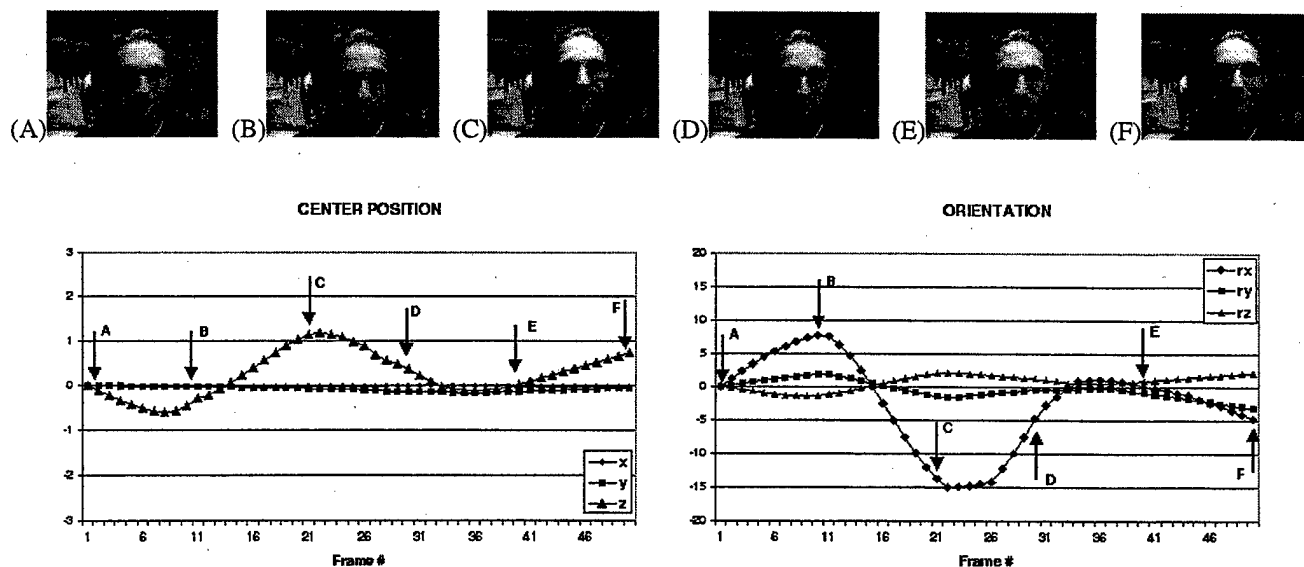 (A) (B) (C) (D) (E) (F)
CENTER POSITION
3
2
1
0
-1
-2
-3
A
B
C
D
E
F
x
y
z
1 6 11 16 21 26 31 36 41 46
Frame #
ORIENTATION
20
15
10
5
0
-5
-10
-15
-20
A
B
C
D
E
F
rx
ry
rz
1 6 11 16 21 26 31 36 41 46
Frame #